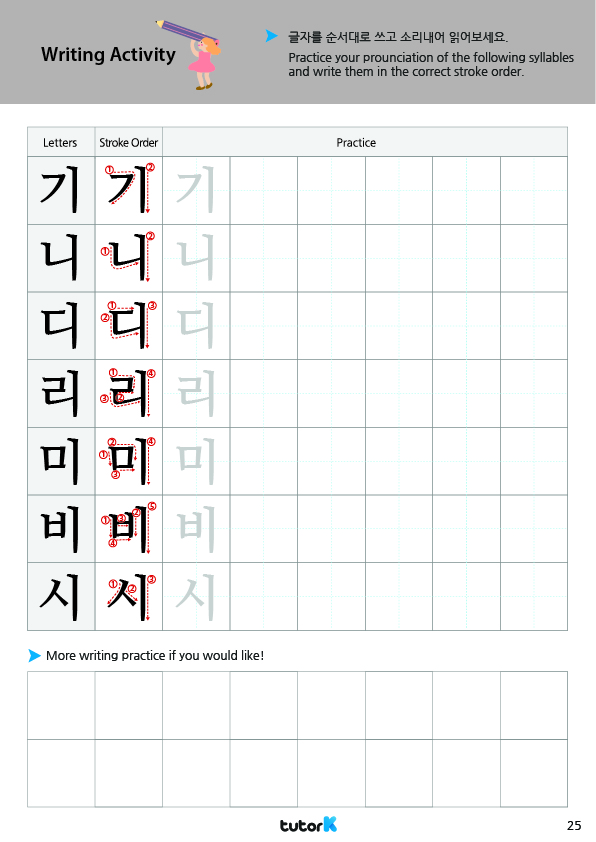 Writing Activity
글자를 순서대로 쓰고 소리내어 읽어보세요.
Practice your prounciation of the following syllables
and write them in the correct stroke order.
Letters Stroke Order Practice
기 ① ② 기 기
니 ① ② 니 니
디 ① ② ③ 디 디
리 ① ② ③ ④ 리 리
미 ① ② ③ ④ 미 미
비 ① ② ③ ④ ⑤ 비 비
시 ① ② ③ 시 시
More writing practice if you would like!
tutorK
25